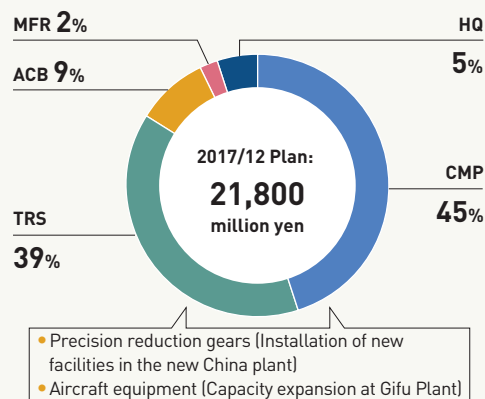 MFR 2%
HQ
5%
ACB 9%
2017/12 Plan:
21,800
million yen
CMP
45%
TRS
39%
• Precision reduction gears (Installation of new
facilities in the new China plant)
• Aircraft equipment (Capacity expansion at Gifu Plant)